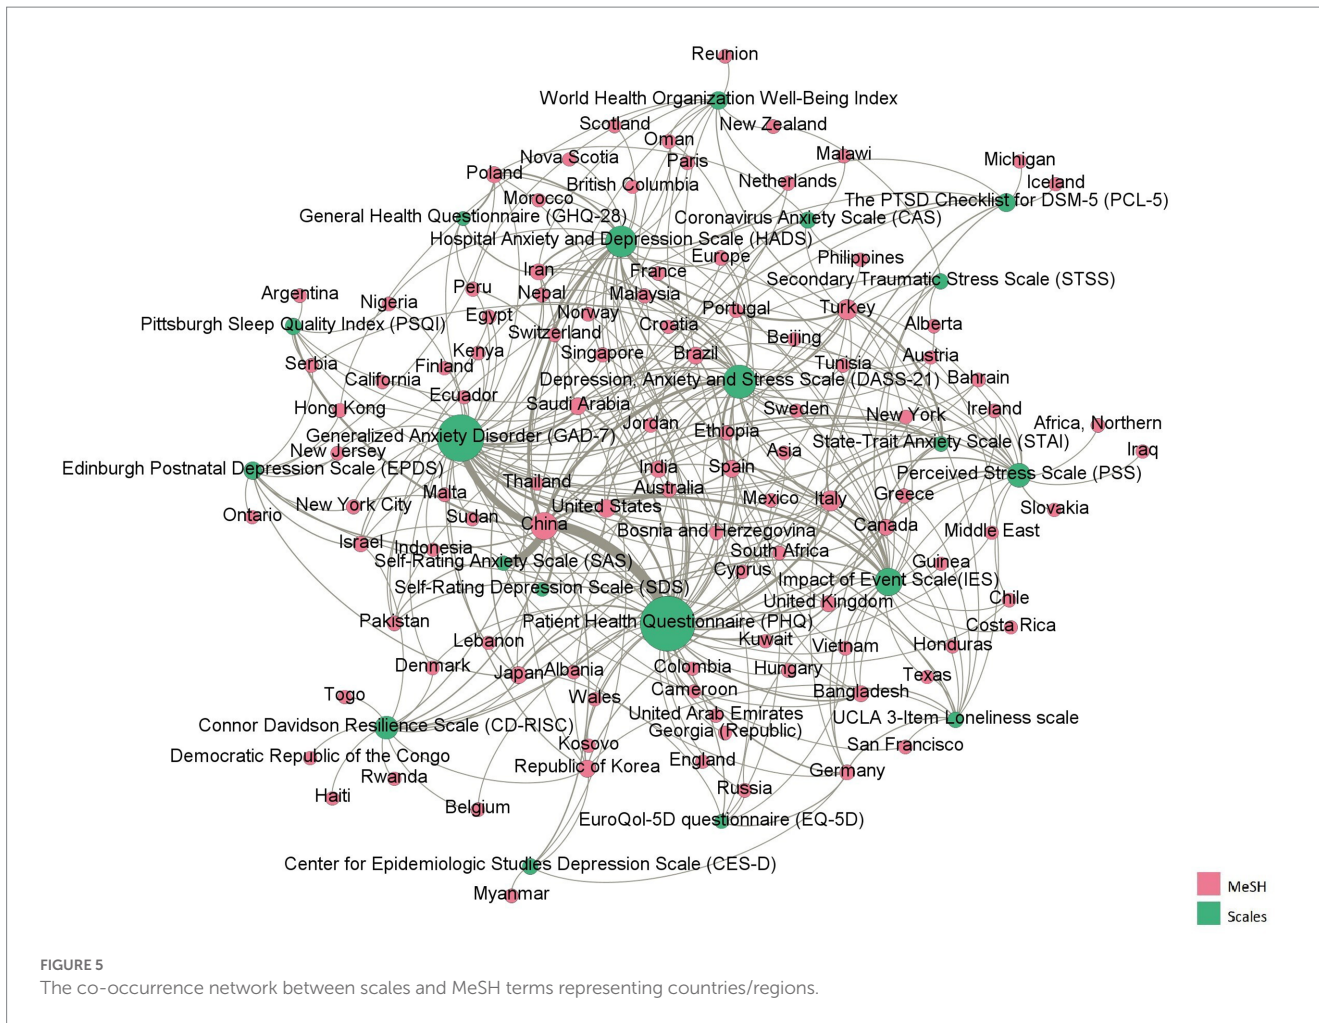 Reunion
World Health Organization Well-Being Index
Scotland
New Zealand
Oman
Nova Scotia
Paris
Malawi
Michigan
Poland
British Columbia
Netherlands
Iceland
Morocco
The PTSD Checklist for DSM-5 (PCL-5)
General Health Questionnaire (GHQ-28)
Coronavirus Anxiety Scale (CAS)
Hospital Anxiety and Depression Scale (HADS)
Europe
Philippines
Iran
France
Secondary Traumatic Stress Scale (STSS)
Argentina
Nigeria
Peru
Nepal
Malaysia
Portugal
Turkey
Pittsburgh Sleep Quality Index (PSQI)
Egypt
Norway
Croatia
Alberta
Switzerland
Beijing
Serbia
Finland
Kenya
Singapore
Brazil
Tunisia
Austria
California
Depression, Anxiety and Stress Scale (DASS-21)
Bahrain
Hong Kong
Ecuador
Saudi Arabia
Sweden
New York
Ireland
Jordan
Ethiopia
Africa, Northern
Generalized Anxiety Disorder (GAD-7)
State-Trait Anxiety Scale (STAI)
New Jersey
Asia
Iraq
Edinburgh Postnatal Depression Scale (EPDS)
India
Spain
Perceived Stress Scale (PSS)
Thailand
Australia
Malta
Mexico
Italy
Greece
New York City
United States
Slovakia
Ontario
Sudan
China
Bosnia and Herzegovina
Canada
Middle East
Israel
Indonesia
South Africa
Self-Rating Anxiety Scale (SAS)
Cyprus
Guinea
Impact of Event Scale(IES)
Self-Rating Depression Scale (SDS)
United Kingdom
Chile
Pakistan
Patient Health Questionnaire (PHQ)
Costa Rica
Lebanon
Kuwait
Vietnam
Honduras
Denmark
Japan
Albania
Colombia
Hungary
Texas
Togo
Wales
Cameroon
Bangladesh
Connor Davidson Resilience Scale (CD-RISC)
United Arab Emirates
UCLA 3-Item Loneliness scale
Georgia (Republic)
Democratic Republic of the Congo
Kosovo
San Francisco
Rwanda
Republic of Korea
England
Germany
Haiti
Belgium
Russia
EuroQol-5D questionnaire (EQ-5D)
Center for Epidemiologic Studies Depression Scale (CES-D)
Myanmar
MeSH
Scales
FIGURE 5
The co-occurrence network between scales and MeSH terms representing countries/regions.